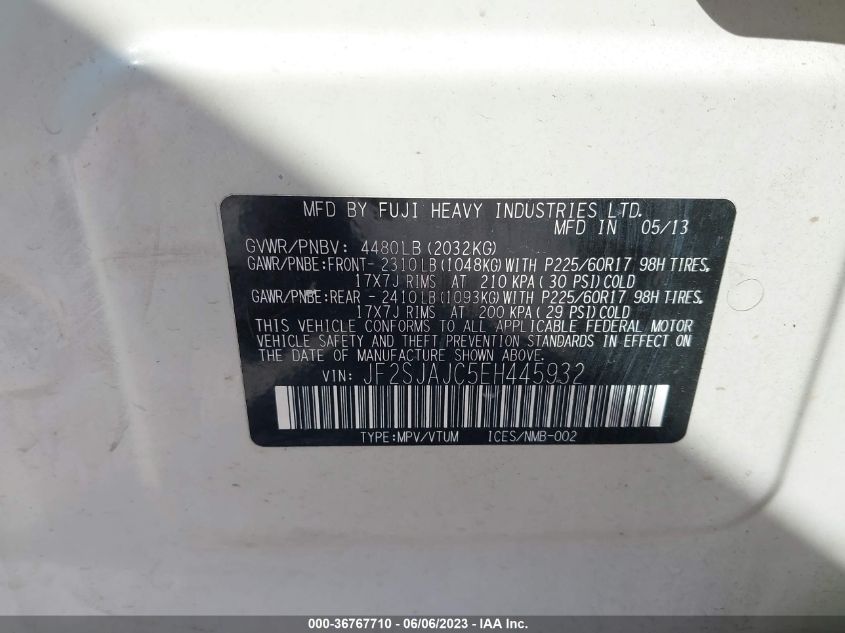 MFD BY FUJI HEAVY INDUSTRIES LTD.
MFD IN 05/13
GVWR/PNBV: 4480LB(2032KG)
GAWR/PNBE:FRONT- 2310LB(1048KG)WITH P225/60R17 98H TIRES,
17X7J RIMS AT 210 KPA( 30 PSI)COLD
GAWR/PNBE:REAR - 2410LB(1093KG)WITH P225/60R17 98H TIRES,
17X7J RIMS AT 200 KPA( 29 PSI)COLD
THIS VEHICLE CONFORMS TO ALL APPLICABLE FEDERAL MOTOR
VEHICLE SAFETY AND THEFT PREVENTION STANDARDS IN EFFECT ON
THE DATE OF MANUFACTURE SHOWN ABOVE.
VIN: JF2SJAJC5EH445932
TYPE:MPV/VTUM ICES/NMB-002
000-36767710 - 06/06/2023 - IAA Inc.